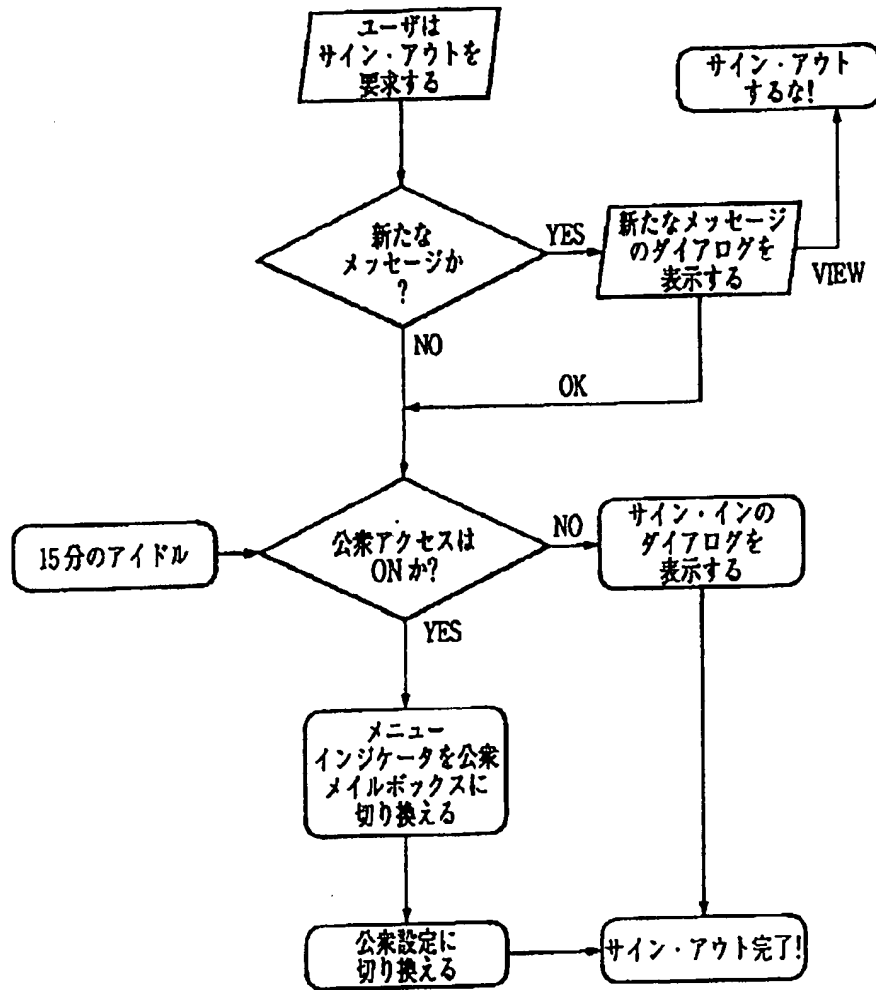 ユーザは
サイン・アウトを
要求する
サイン・アウト
するな!
新たな
メッセージか
?
YES
新たなメッセージ
のダイアログを
表示する
VIEW
NO
OK
15分のアイドル
公衆アクセスは
ONか?
NO
サイン・インの
ダイアログを
表示する
YES
メニュー
インジケータを公衆
メイルボックスに
切り換える
公衆設定に
切り換える
サイン・アウト完了!